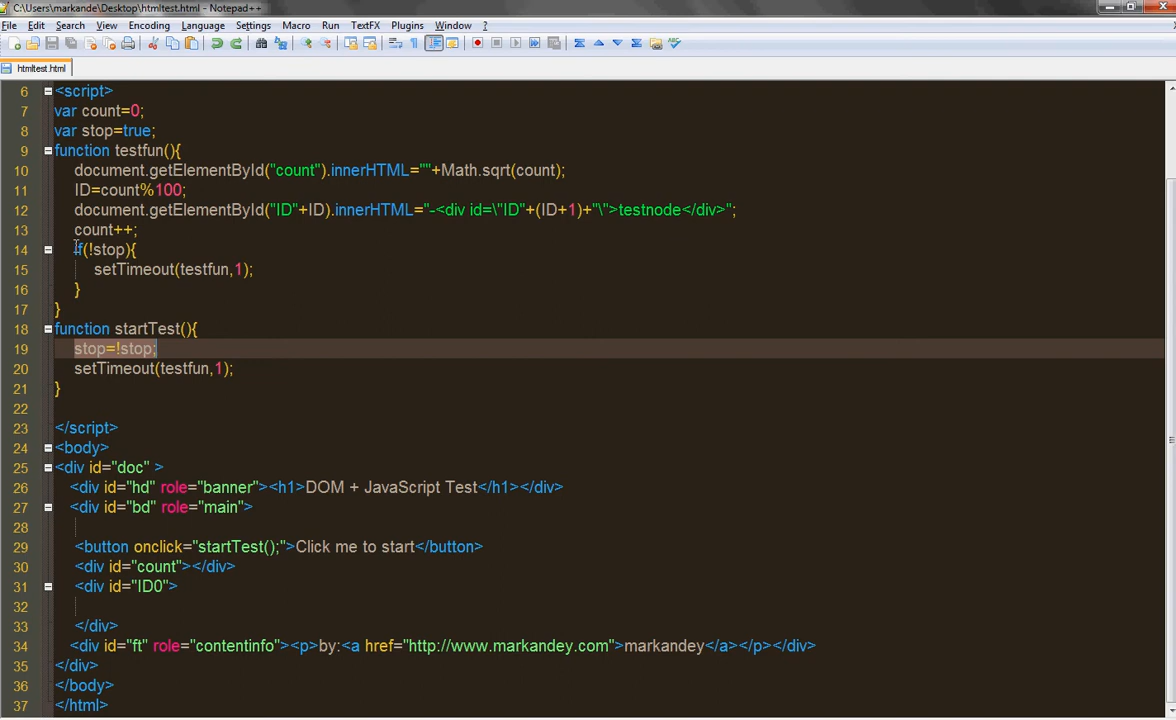 C:\Users\markande\Desktop\htmltest.html - Notepad++
File Edit Search View Encoding Language Settings Macro Run TextFX Plugins Window ?
htmltest.html
6 <script>
7 var count=0;
8 var stop=true;
9 function testfun(){
10 document.getElementById("count").innerHTML=""+Math.sqrt(count);
11 ID=count%100;
12 document.getElementById("ID"+ID).innerHTML="-<div id=\"ID"+(ID+1)+"\">testnode</div>";
13 count++;
14 if(!stop){
15 setTimeout(testfun,1);
16 }
17 }
18 function startTest(){
19 stop=!stop;
20 setTimeout(testfun,1);
21 }
22
23 </script>
24 <body>
25 <div id="doc" >
26 <div id="hd" role="banner"><h1>DOM + JavaScript Test</h1></div>
27 <div id="bd" role="main">
28
29 <button onclick="startTest();">Click me to start</button>
30 <div id="count"></div>
31 <div id="ID0">
32
33 </div>
34 <div id="ft" role="contentinfo"><p>by:<a href="http://www.markandey.com">markandey</a></p></div>
35 </div>
36 </body>
37 </html>